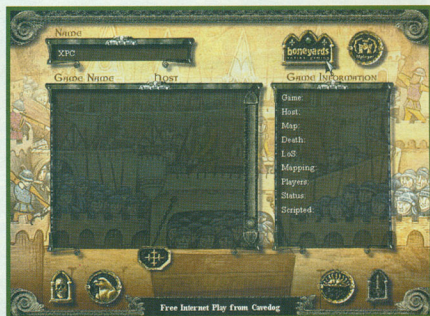 Name
XPC
boneyards
Game Name
Host
Game Information
Game:
Host:
Map:
Death:
LoS:
Mapping:
Players:
Status:
Scripted:
Free Internet Play from Cavedog